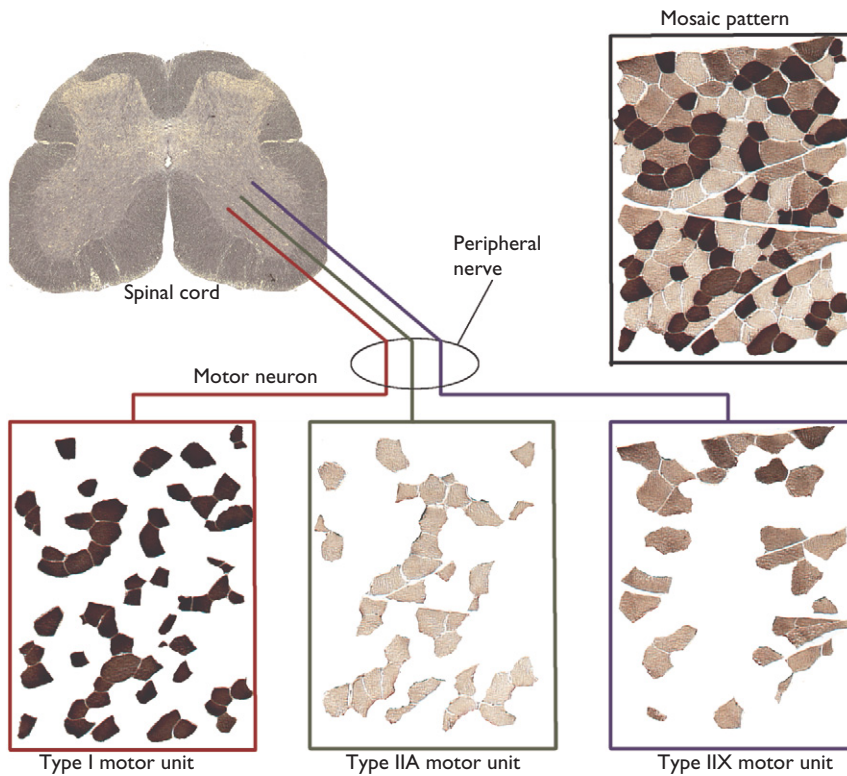 Mosaic pattern
Peripheral
nerve
Spinal cord
Motor neuron
Type I motor unit
Type IIA motor unit
Type IIX motor unit